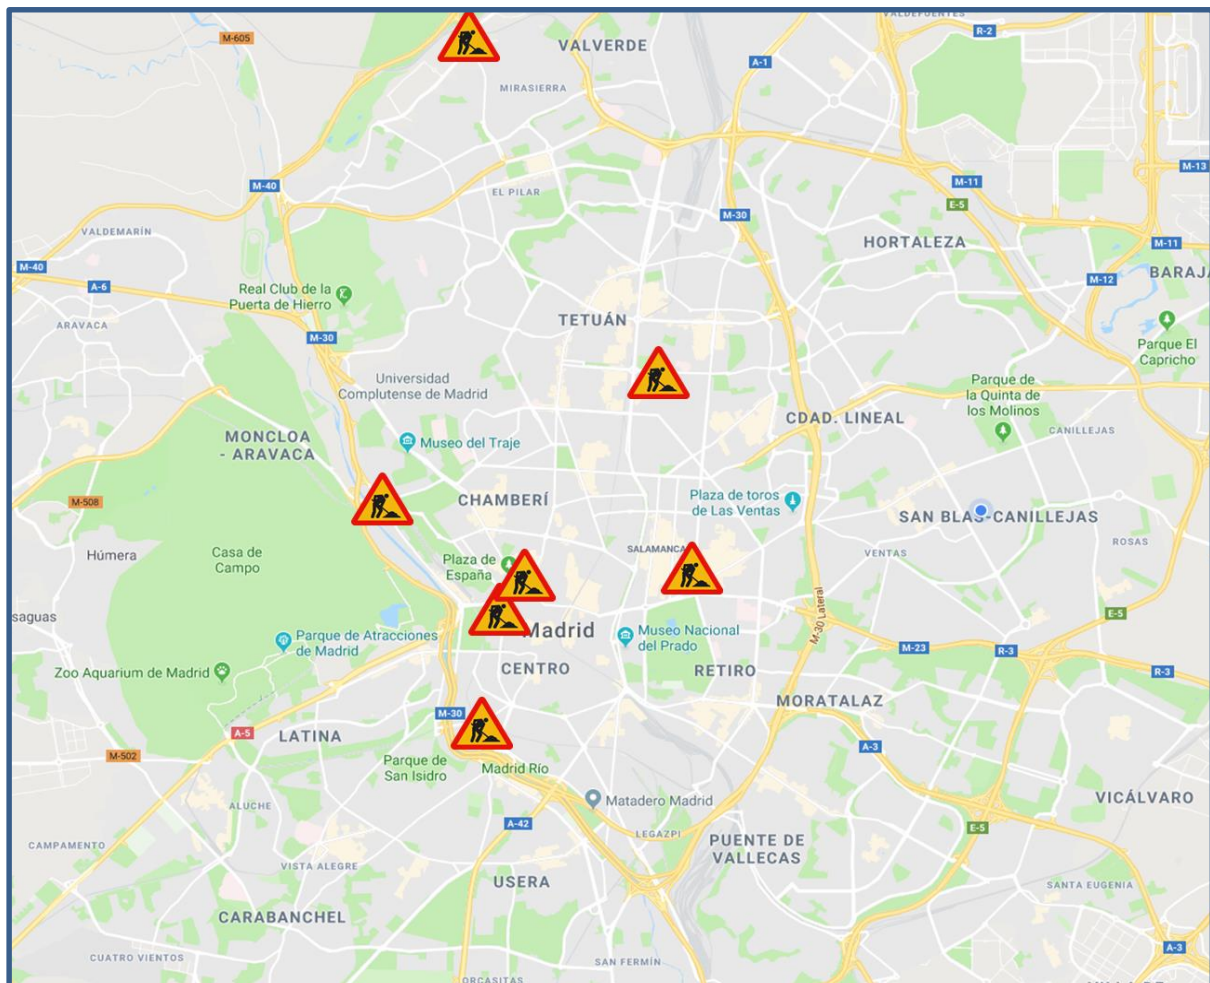 VALDEFUENTES
M-605
R-2
VALVERDE
A-1
MIRASIERRA
M-13
M-40
M-11
EL PILAR
E-5
M-30
VALDEMARÍN
HORTALEZA
M-11
M-40
BARAJA
M-12
A-6
Real Club de la
Puerta de Hierro
ARAVACA
TETUÁN
M-30
Parque El
Capricho
Universidad
Complutense de Madrid
Parque de
la Quinta de
los Molinos
CDAD. LINEAL
CANILLEJAS
MONCLOA
- ARAVACA
Museo del Traje
M-508
CHAMBERÍ
Plaza de toros
de Las Ventas
SAN BLAS-CANILLEJAS
ROSAS
Húmera
Casa de
Campo
Plaza de
España
SALAMANCA
VENTAS
M-30 Lateral
E-5
saguas
Parque de Atracciones
de Madrid
Madrid
Museo Nacional
del Prado
M-23
R-3
R-3
Zoo Aquarium de Madrid
CENTRO
RETIRO
MORATALAZ
M-30
A-5
LATINA
A-3
M-502
Parque de
San Isidro
Madrid Río
ALUCHE
Matadero Madrid
VICÁLVARO
A-42
LEGAZPI
E-5
CAMPAMENTO
PUENTE DE
VALLECAS
VISTA ALEGRE
USERA
SANTA EUGENIA
CARABANCHEL
A-3
CUATRO VIENTOS
SAN FERMÍN
ORCASITAS